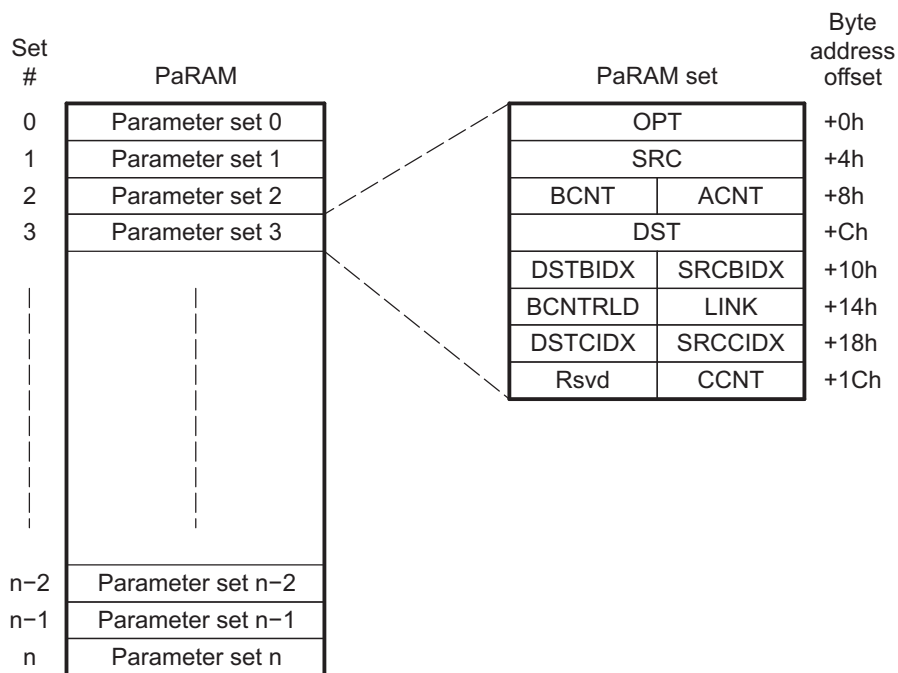 Set
#
PaRAM
PaRAM set
Byte
address
offset
0
Parameter set 0
OPT
+0h
1
Parameter set 1
SRC
+4h
2
Parameter set 2
BCNT
ACNT
+8h
3
Parameter set 3
DST
+Ch
DSTBIDX
SRCBIDX
+10h
BCNTRLD
LINK
+14h
DSTCIDX
SRCCIDX
+18h
Rsvd
CCNT
+1Ch
n−2
Parameter set n−2
n−1
Parameter set n−1
n
Parameter set n